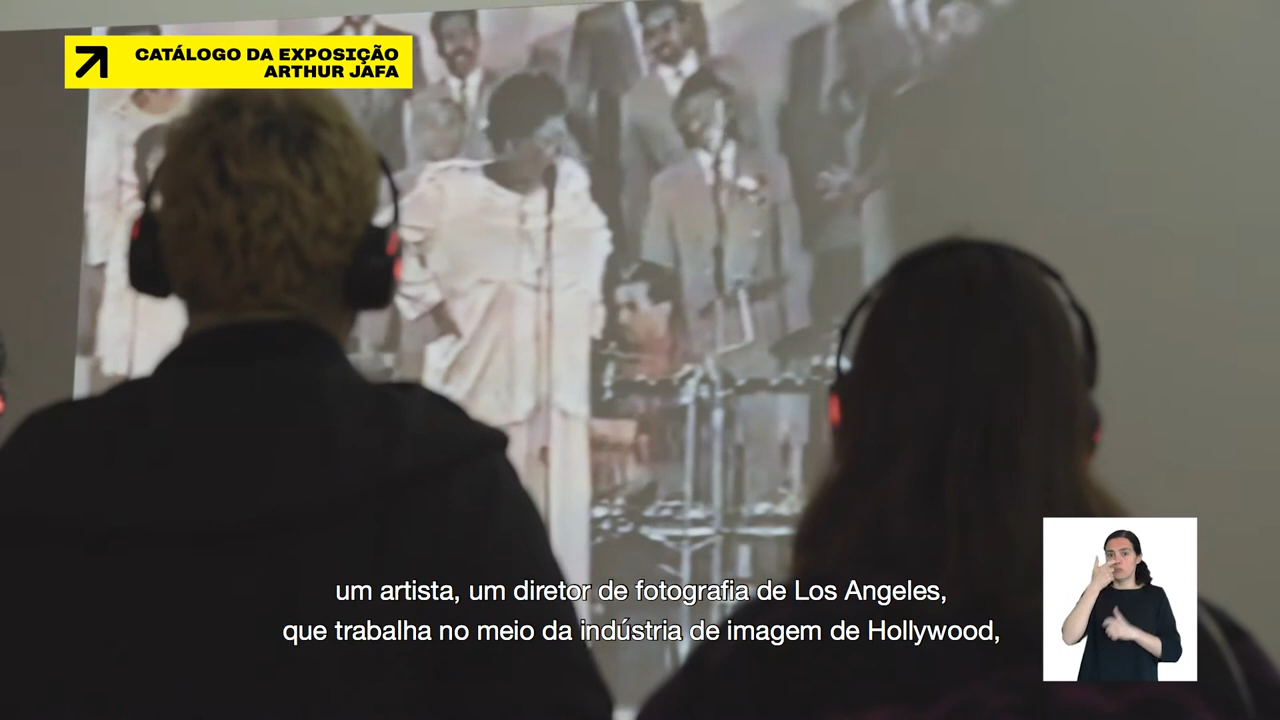 CATÁLOGO DA EXPOSIÇÃO
ARTHUR JAFA
um artista, um diretor de fotografia de Los Angeles,
que trabalha no meio da indústria de imagem de Hollywood,